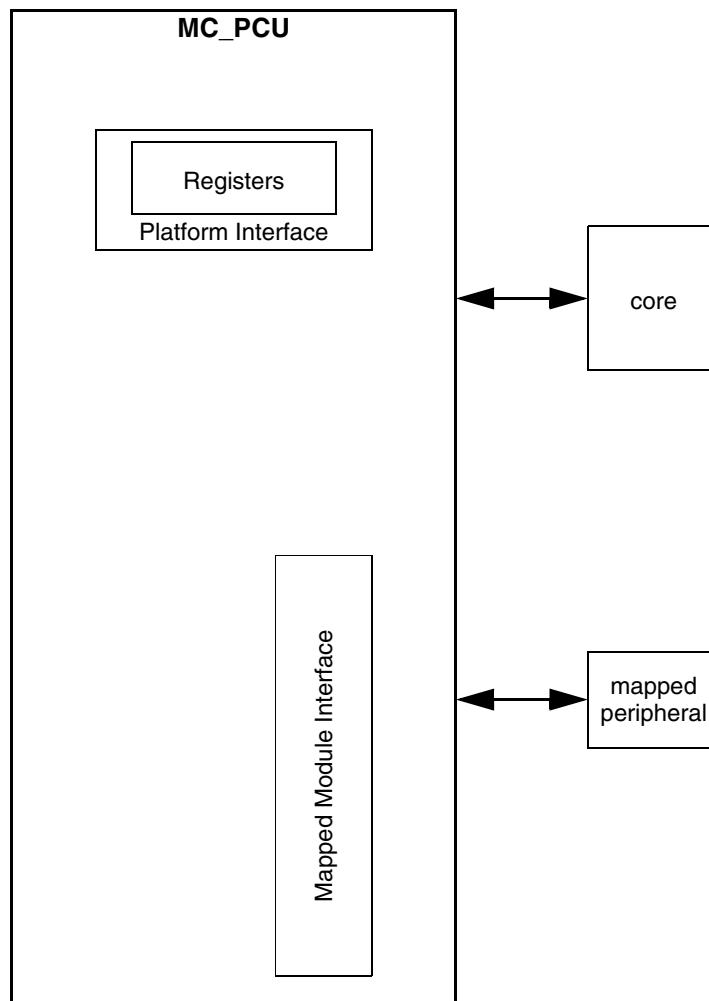 MC_PCU
Registers
Platform Interface
core
Mapped Module Interface
mapped
peripheral